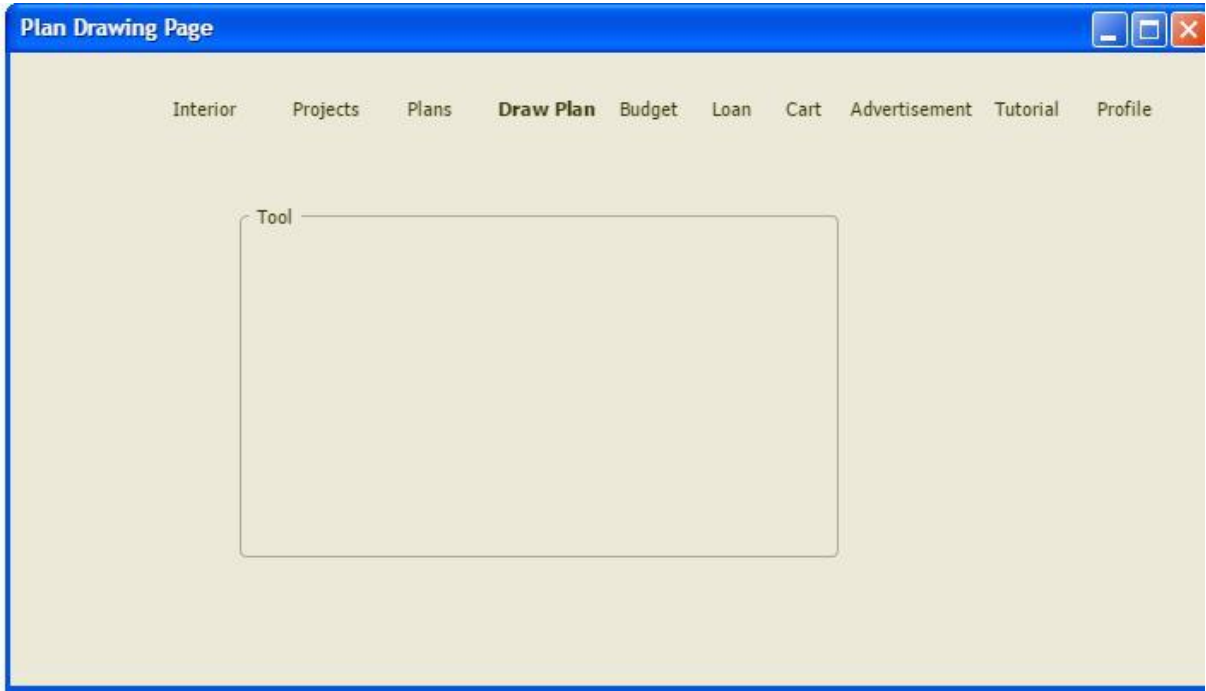 Plan Drawing Page
Interior Projects Plans Draw Plan Budget Loan Cart Advertisement Tutorial Profile
Tool